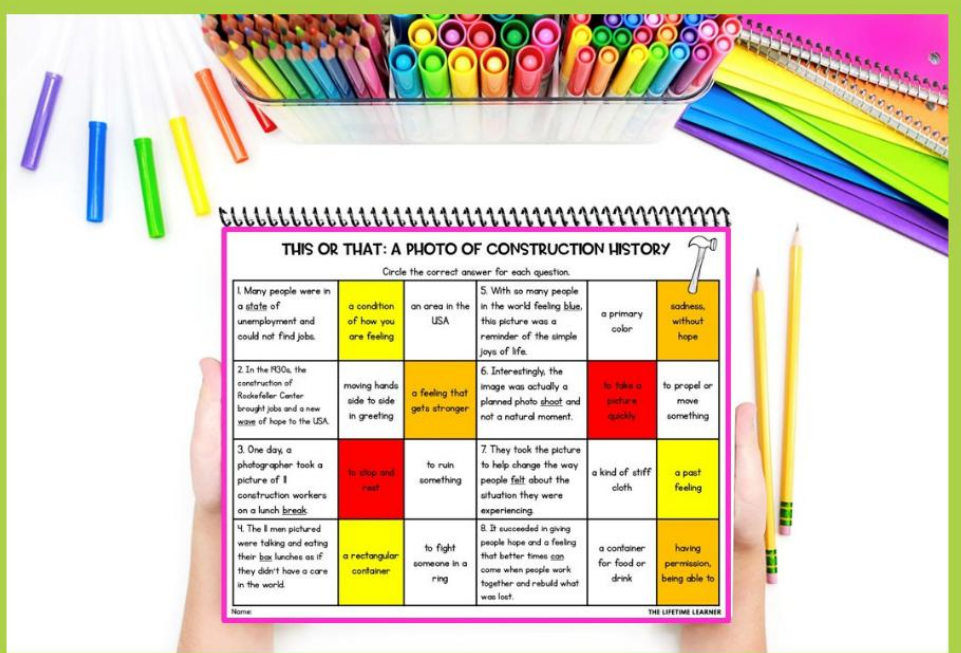 THIS OR THAT: A PHOTO OF CONSTRUCTION HISTORY
Circle the correct answer for each question.
1. Many people were in
a state of
unemployment and
could not find jobs.
a condition
of how you
are feeling
an area in the
USA
2. In the 1930s, the
construction of
Rockefeller Center
brought jobs and a new
wave of hope to the USA.
moving hands
side to side
in greeting
a feeling that
gets stronger
3. One day, a
photographer took a
picture of 11
construction workers
on a lunch break.
to stop and
rest
to ruin
something
4. The 11 men pictured
were talking and eating
their box lunches as if
they didn't have a care
in the world.
a rectangular
container
to fight
someone in a
ring
5. With so many people
in the world feeling blue,
this picture was a
reminder of the simple
joys of life.
a primary
color
sadness,
without
hope
6. Interestingly, the
image was actually a
planned photo shoot and
not a natural moment.
to take a
picture
quickly
to propel or
move
something
7. They took the picture
to help change the way
people felt about the
situation they were
experiencing.
a kind of stiff
cloth
a past
feeling
8. It succeeded in giving
people hope and a feeling
that better times can
come when people work
together and rebuild what
was lost.
a container
for food or
drink
having
permission,
being able to
Name:
THE LIFETIME LEARNER